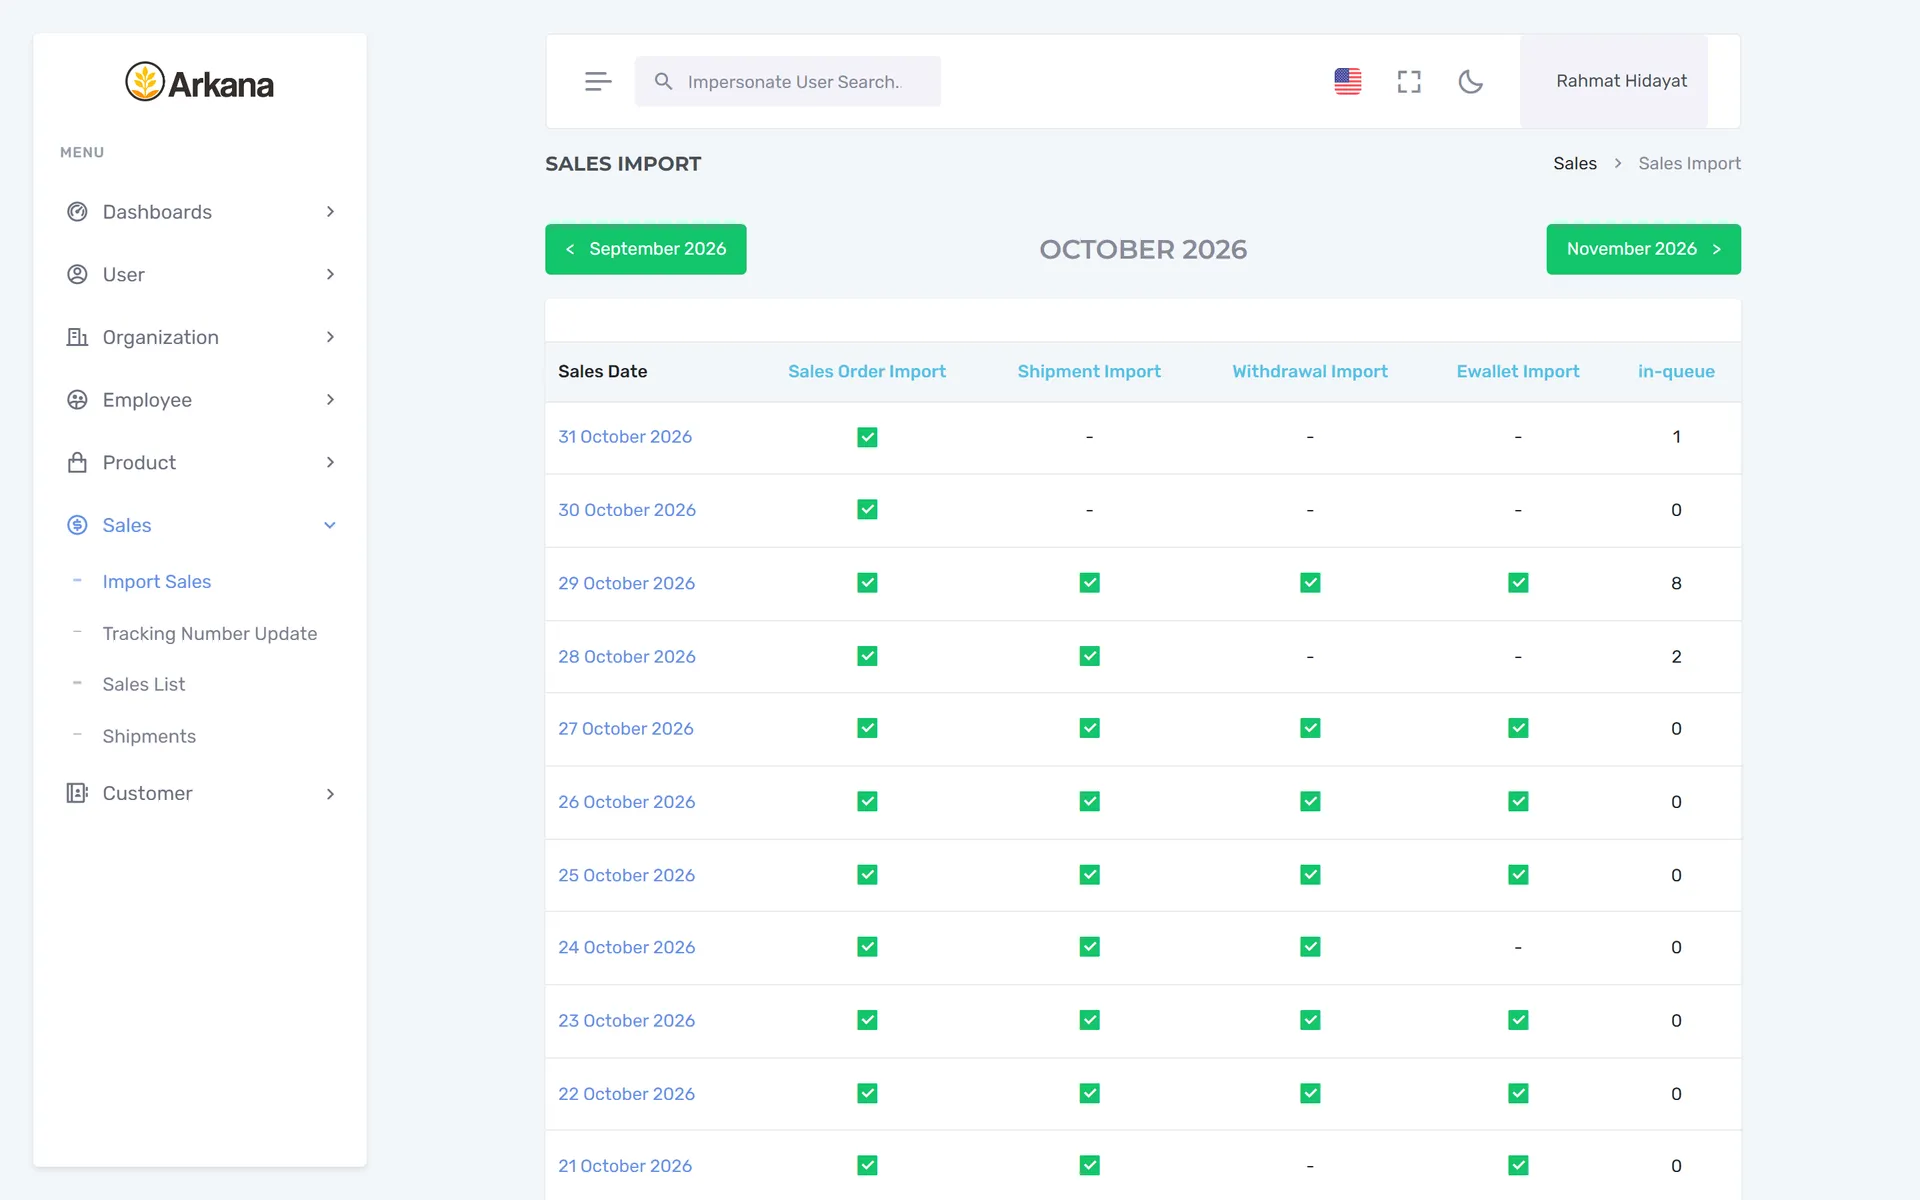 Arkana
MENU
Dashboards
User
Organization
Employee
Product
Sales
Import Sales
Tracking Number Update
Sales List
Shipments
Customer
Impersonate User Search..
Rahmat Hidayat
SALES IMPORT
Sales > Sales Import
< September 2026
OCTOBER 2026
November 2026 >
Sales Date Sales Order Import Shipment Import Withdrawal Import Ewallet Import in-queue
31 October 2026 - - - 1
30 October 2026 - - - 0
29 October 2026 8
28 October 2026 - - 2
27 October 2026 0
26 October 2026 0
25 October 2026 0
24 October 2026 - 0
23 October 2026 0
22 October 2026 0
21 October 2026 - 0